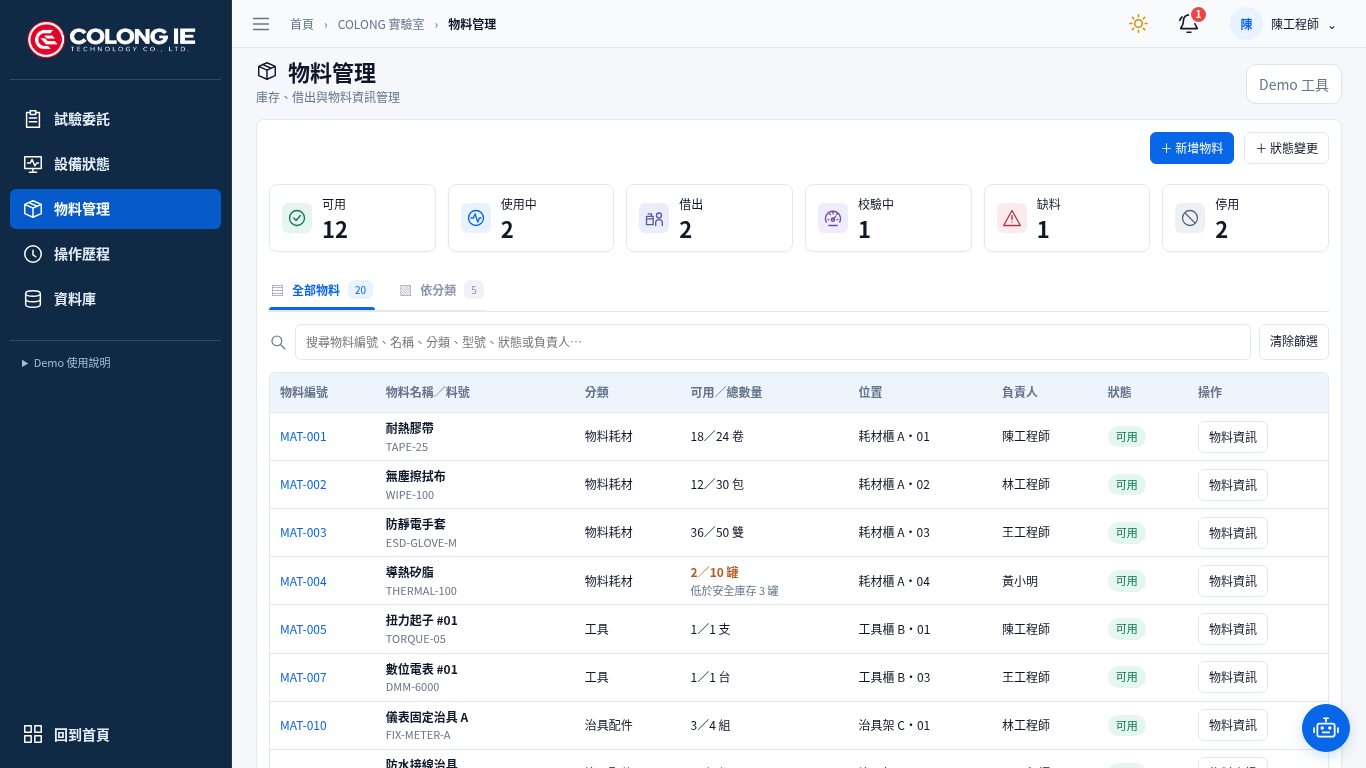 COLONG IE
TECHNOLOGY CO., LTD.
試驗委託
設備狀態
物料管理
操作歷程
資料庫
Demo 使用說明
回到首頁
首頁 › COLONG 實驗室 › 物料管理
1
陳 陳工程師
物料管理
庫存、借出與物料資訊管理
Demo 工具
＋ 新增物料
＋ 狀態變更
可用
12
使用中
2
借出
2
校驗中
1
缺料
1
停用
2
全部物料 20
依分類 5
搜尋物料編號、名稱、分類、型號、狀態或負責人…
清除篩選
物料編號 物料名稱／料號 分類 可用／總數量 位置 負責人 狀態 操作
MAT-001 耐熱膠帶 物料耗材 18／24 卷 耗材櫃 A・01 陳工程師 可用 物料資訊
TAPE-25
MAT-002 無塵擦拭布 物料耗材 12／30 包 耗材櫃 A・02 林工程師 可用 物料資訊
WIPE-100
MAT-003 防靜電手套 物料耗材 36／50 雙 耗材櫃 A・03 王工程師 可用 物料資訊
ESD-GLOVE-M
MAT-004 導熱矽脂 物料耗材 2／10 罐 耗材櫃 A・04 黃小明 可用 物料資訊
THERMAL-100 低於安全庫存 3 罐
MAT-005 扭力起子 #01 工具 1／1 支 工具櫃 B・01 陳工程師 可用 物料資訊
TORQUE-05
MAT-007 數位電表 #01 工具 1／1 台 工具櫃 B・03 王工程師 可用 物料資訊
DMM-6000
MAT-010 儀表固定治具 A 治具配件 3／4 組 治具架 C・01 林工程師 可用 物料資訊
FIX-METER-A
防水接線治具